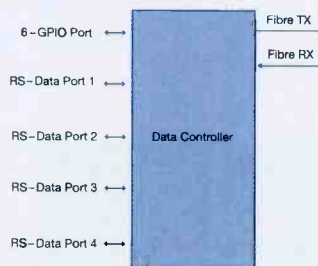 6-GPIO Port
RS-Data Port 1
RS-Data Port 2
RS-Data Port 3
RS-Data Port 4
Data Controller
Fibre TX
Fibre RX